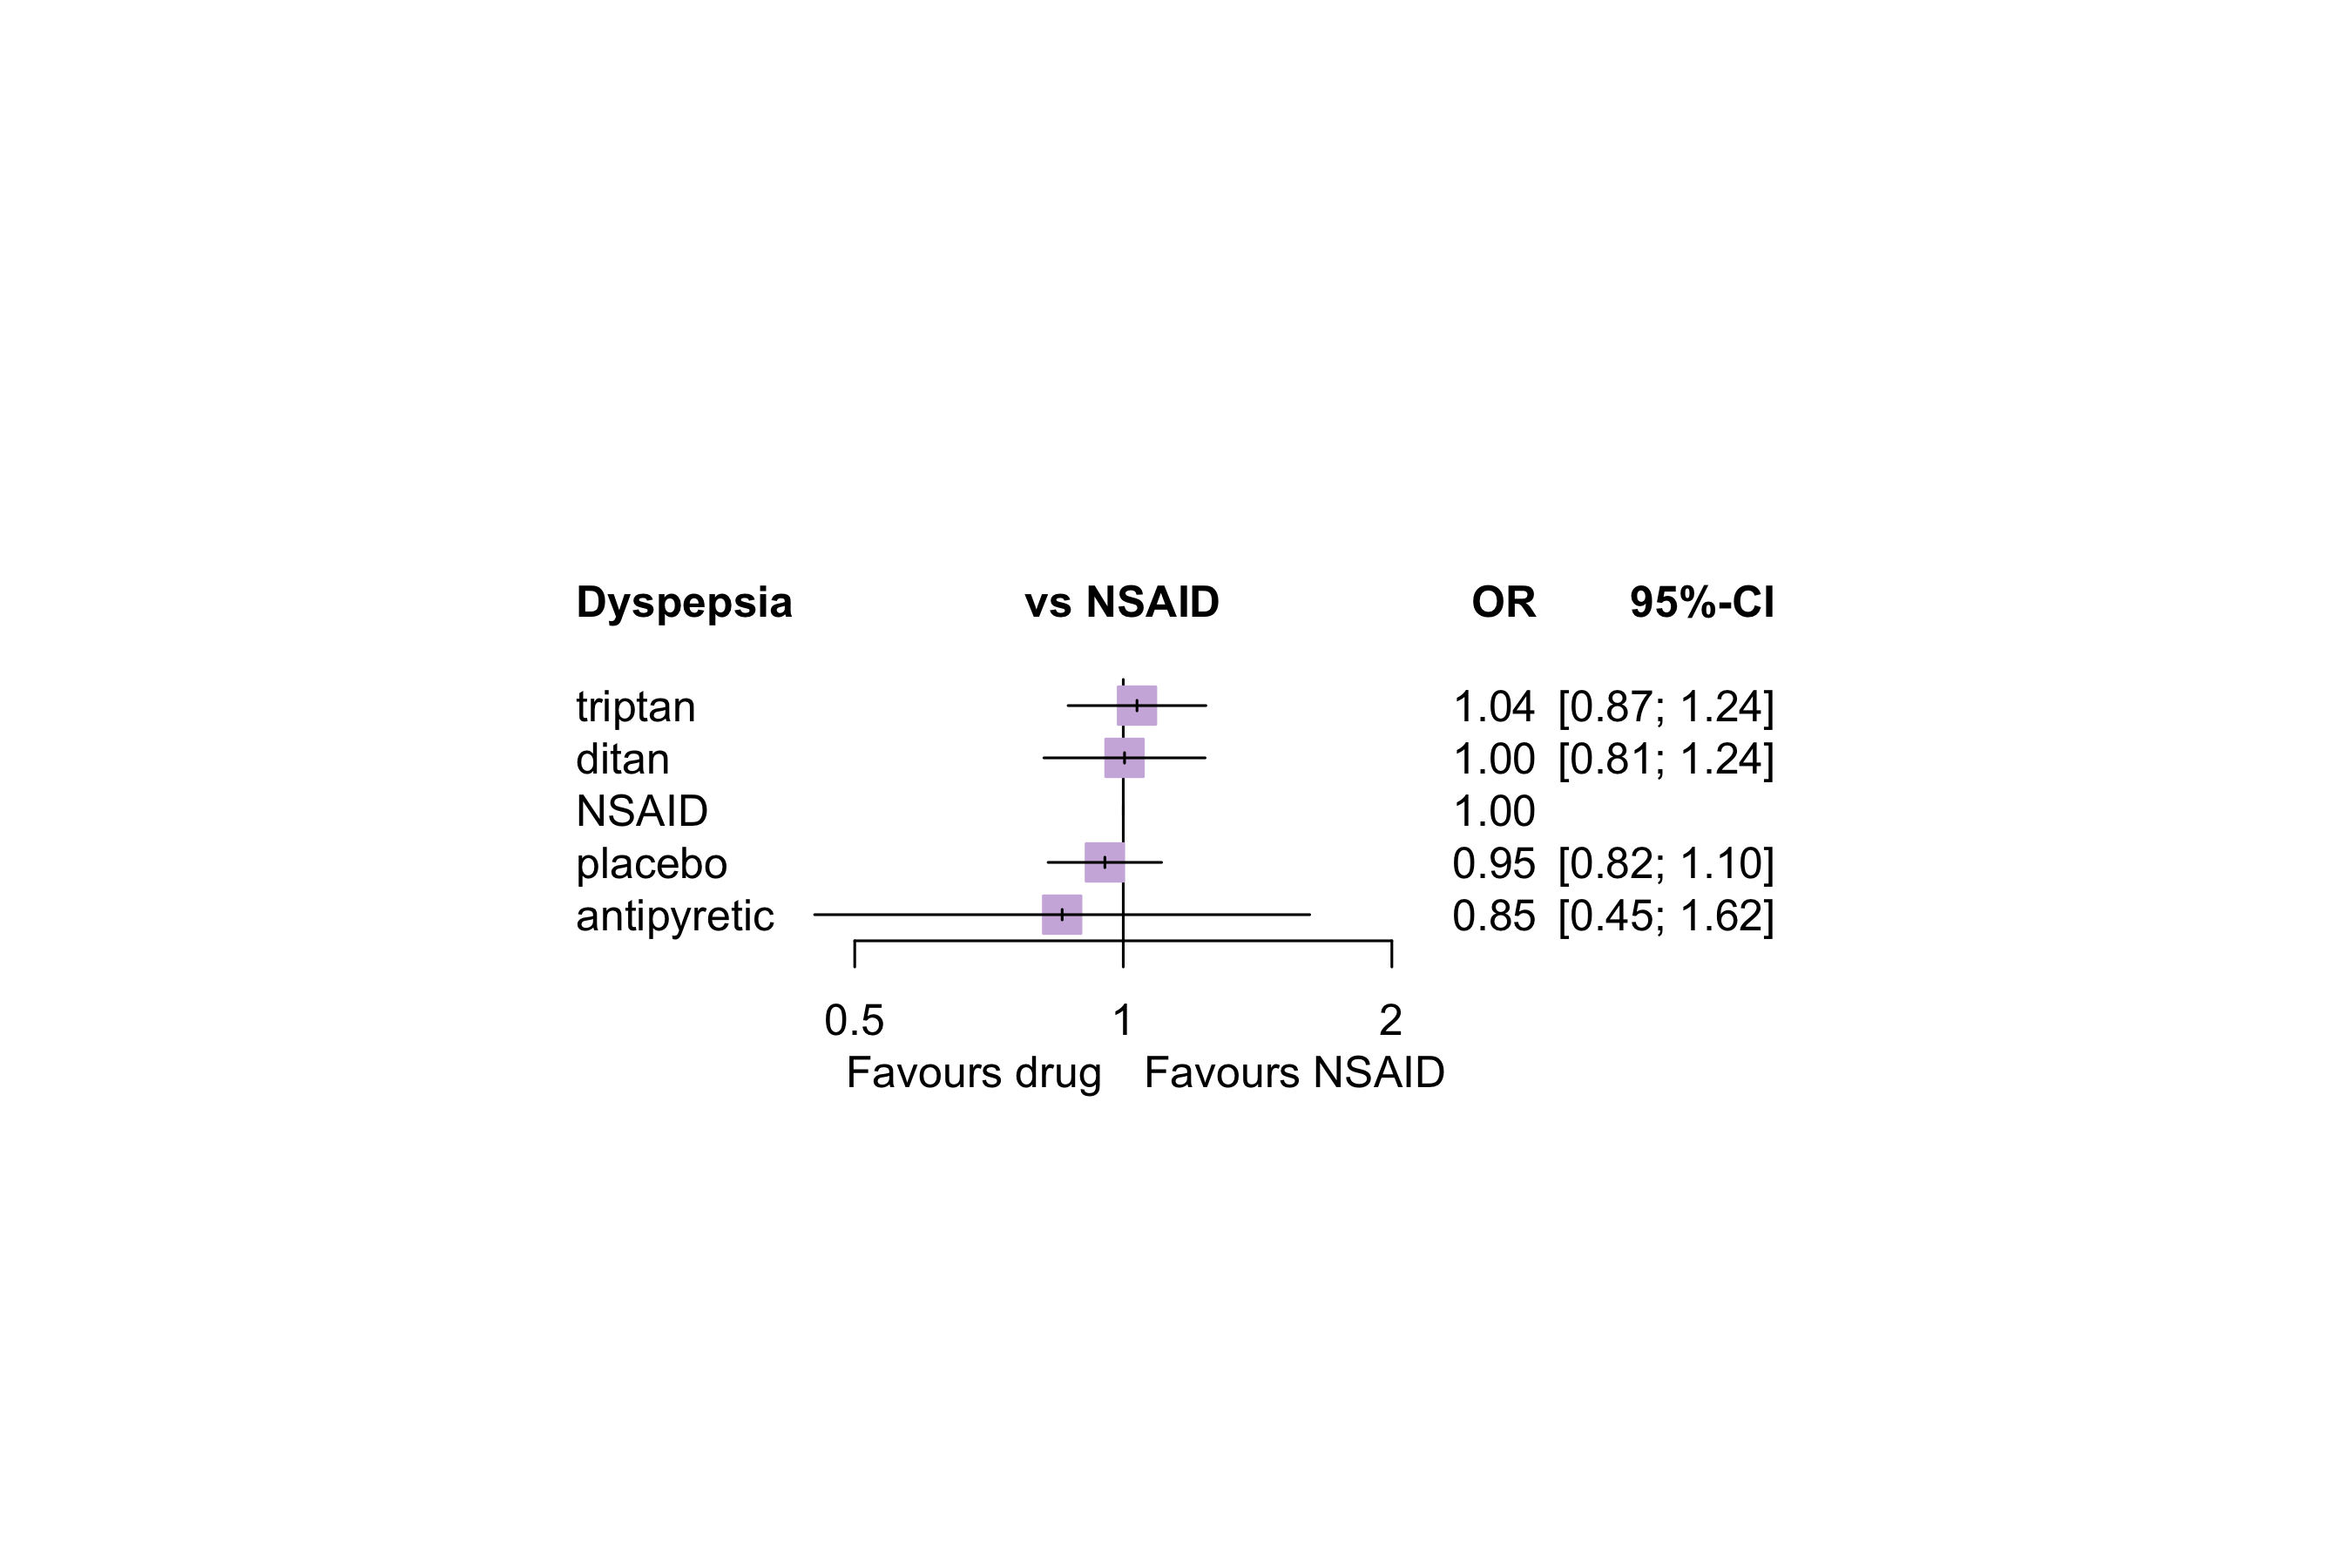 Dyspepsia vs NSAID OR 95%-CI
triptan 1.04 [0.87; 1.24]
ditan 1.00 [0.81; 1.24]
NSAID 1.00
placebo 0.95 [0.82; 1.10]
antipyretic 0.85 [0.45; 1.62]
0.5 1 2
Favours drug Favours NSAID